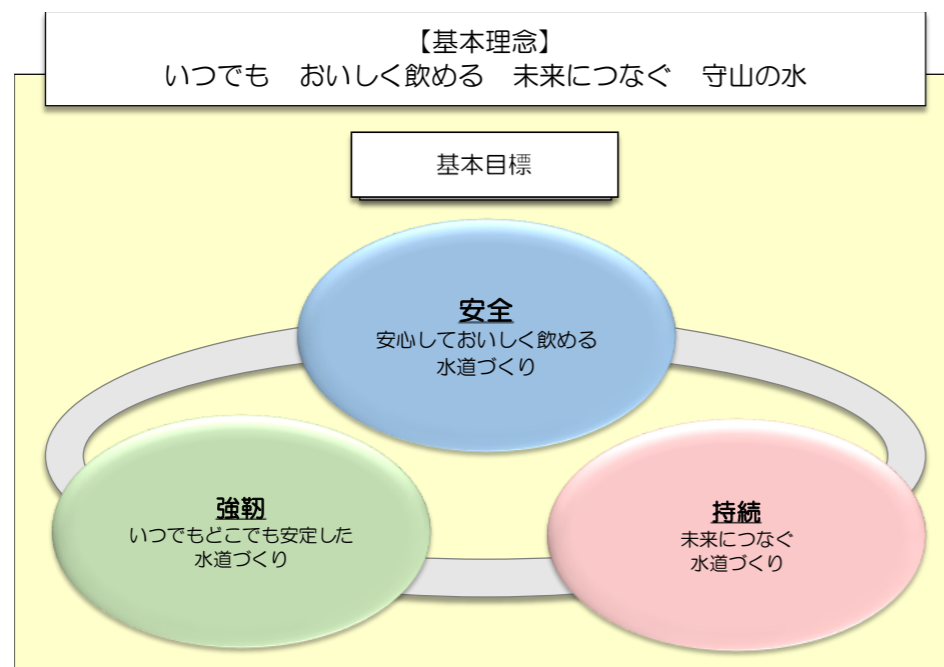 【基本理念】
いつでも　おいしく飲める　未来につなぐ　守山の水
基本目標
安全
安心しておいしく飲める
水道づくり
強靭
いつでもどこでも安定した
水道づくり
持続
未来につなぐ
水道づくり